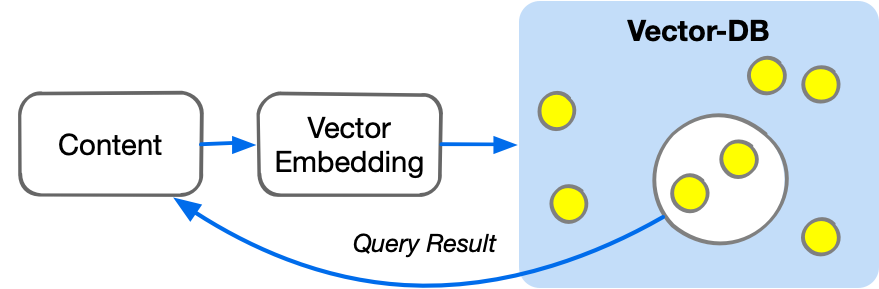 Vector-DB
Content
Vector
Embedding
Query Result